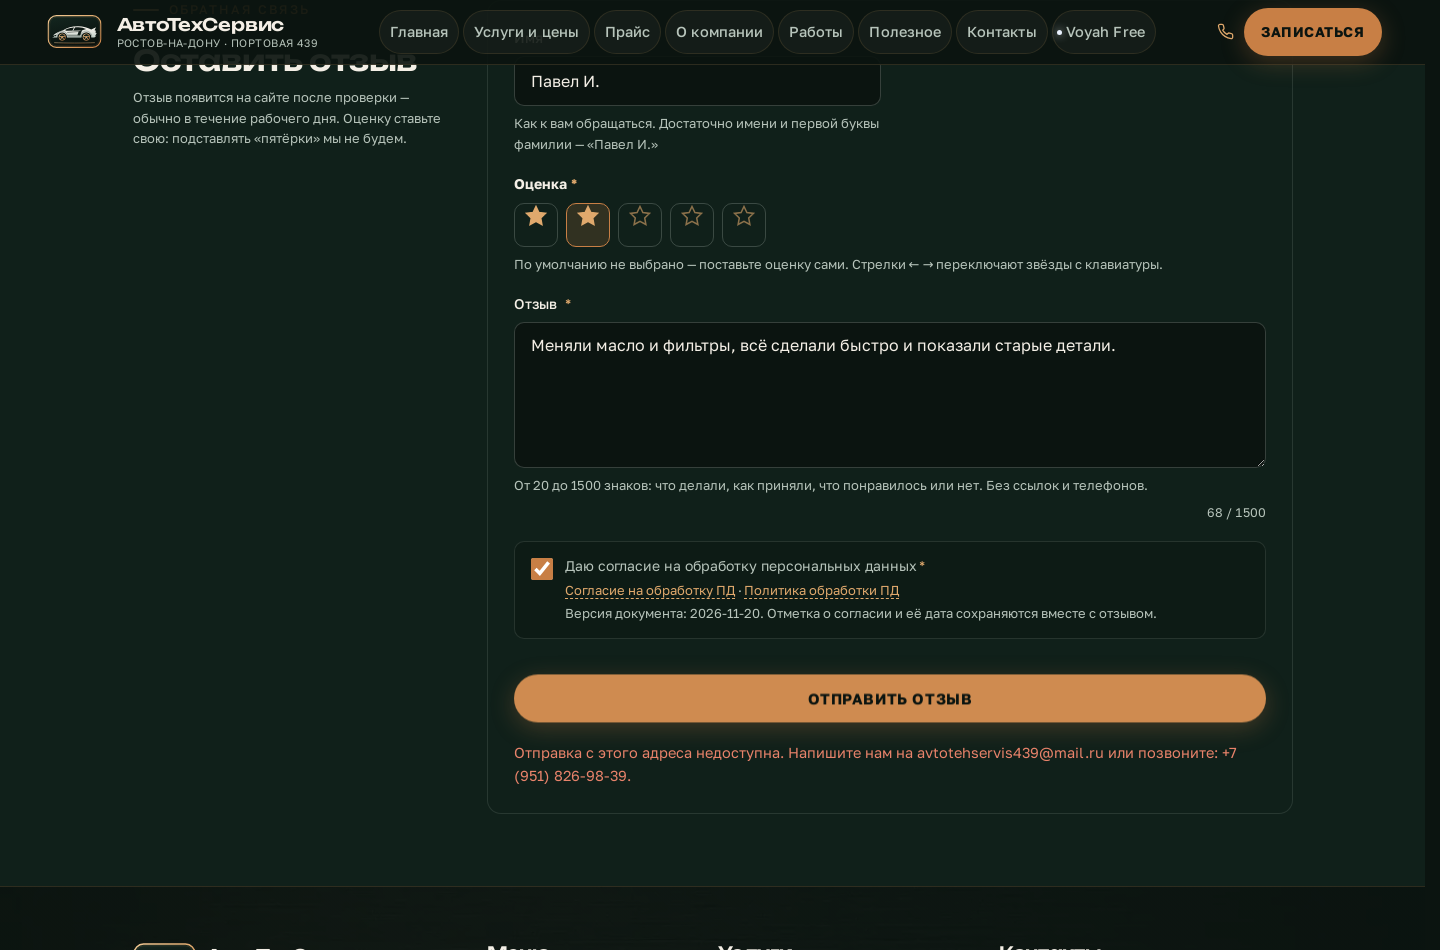 ОБРАТНАЯ СВЯЗЬ
АвтоТехСервис
РОСТОВ-НА-ДОНУ · ПОРТОВАЯ 439
Главная
Услуги и цены
Прайс
О компании
Работы
Полезное
Контакты
Voyah Free
ЗАПИСАТЬСЯ
Оставить отзыв
Отзыв появится на сайте после проверки —
обычно в течение рабочего дня. Оценку ставьте
свою: подставлять «пятёрки» мы не будем.
Павел И.
Как к вам обращаться. Достаточно имени и первой буквы
фамилии — «Павел И.»
Оценка *
По умолчанию не выбрано — поставьте оценку сами. Стрелки ← → переключают звёзды с клавиатуры.
Отзыв *
Меняли масло и фильтры, всё сделали быстро и показали старые детали.
От 20 до 1500 знаков: что делали, как приняли, что понравилось или нет. Без ссылок и телефонов.
68 / 1500
Даю согласие на обработку персональных данных *
Согласие на обработку ПД · Политика обработки ПД
Версия документа: 2026-11-20. Отметка о согласии и её дата сохраняются вместе с отзывом.
ОТПРАВИТЬ ОТЗЫВ
Отправка с этого адреса недоступна. Напишите нам на avtotehservis439@mail.ru или позвоните: +7
(951) 826-98-39.